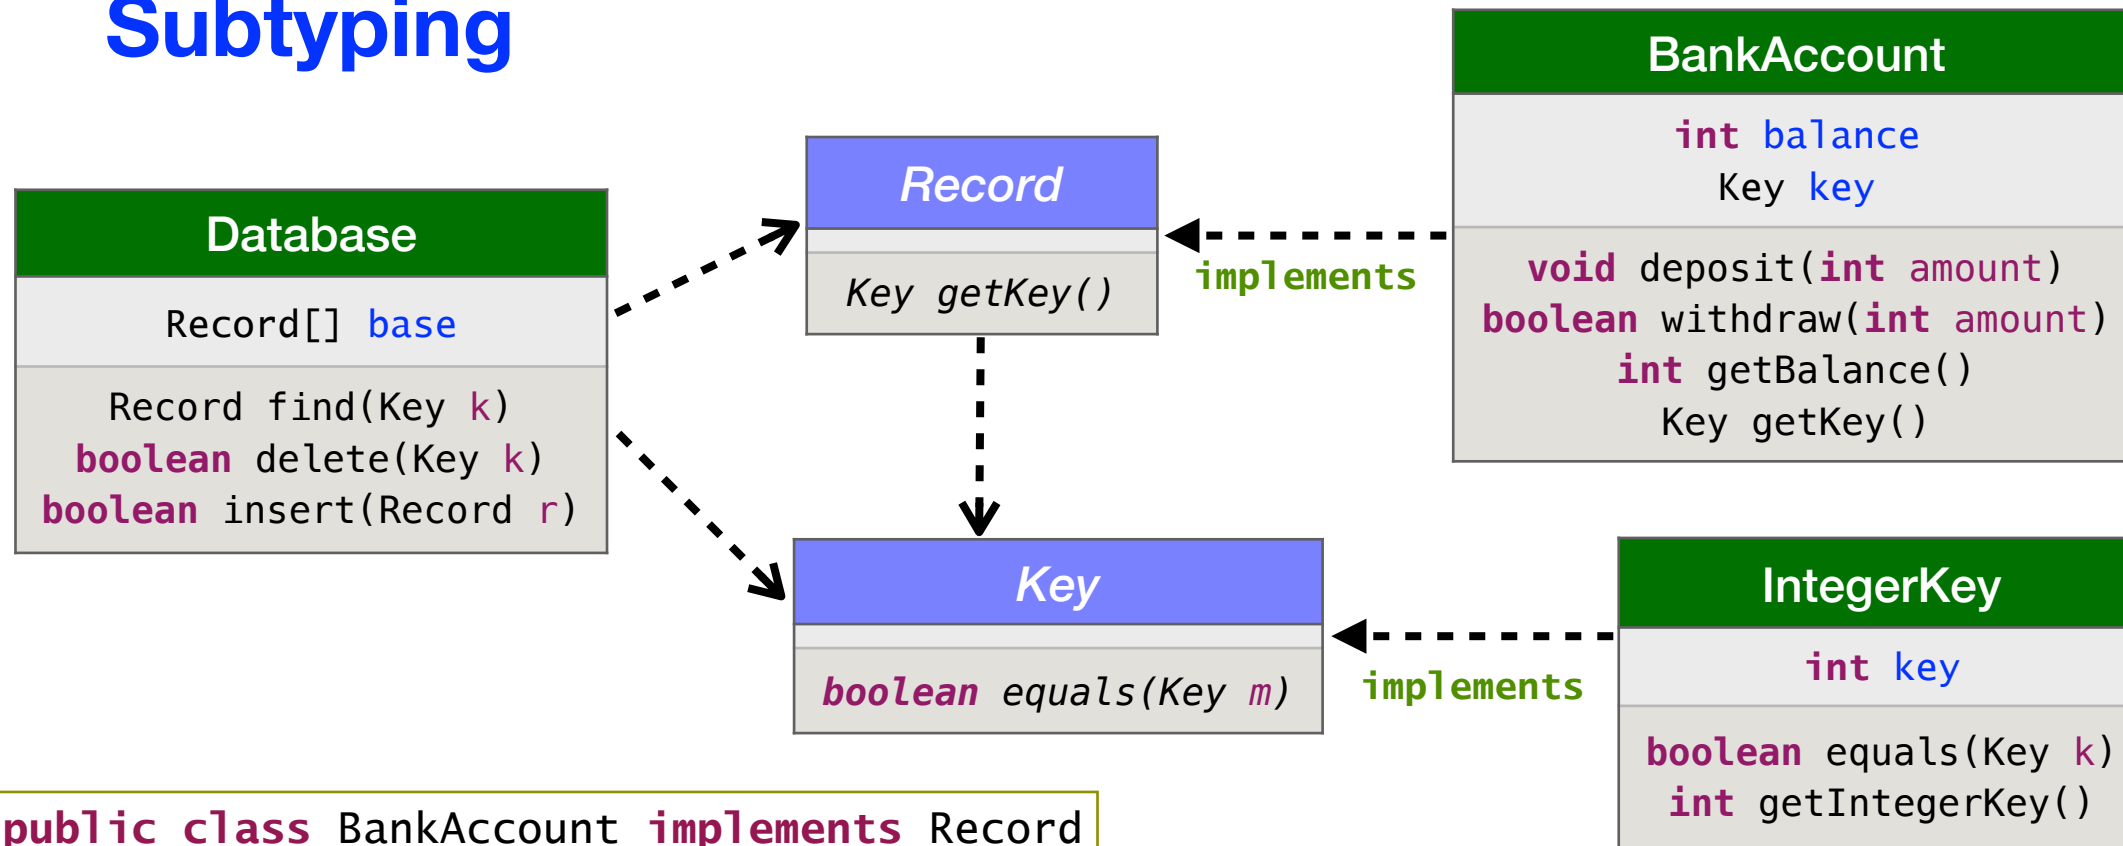 Subtyping
BankAccount
int balance
Key key
void deposit(int amount)
boolean withdraw(int amount)
int getBalance()
Key getKey()
Record
Key getKey()
implements
Database
Record[] base
Record find(Key k)
boolean delete(Key k)
boolean insert(Record r)
Key
boolean equals(Key m)
implements
IntegerKey
int key
boolean equals(Key k)
int getIntegerKey()
public class BankAccount implements Record